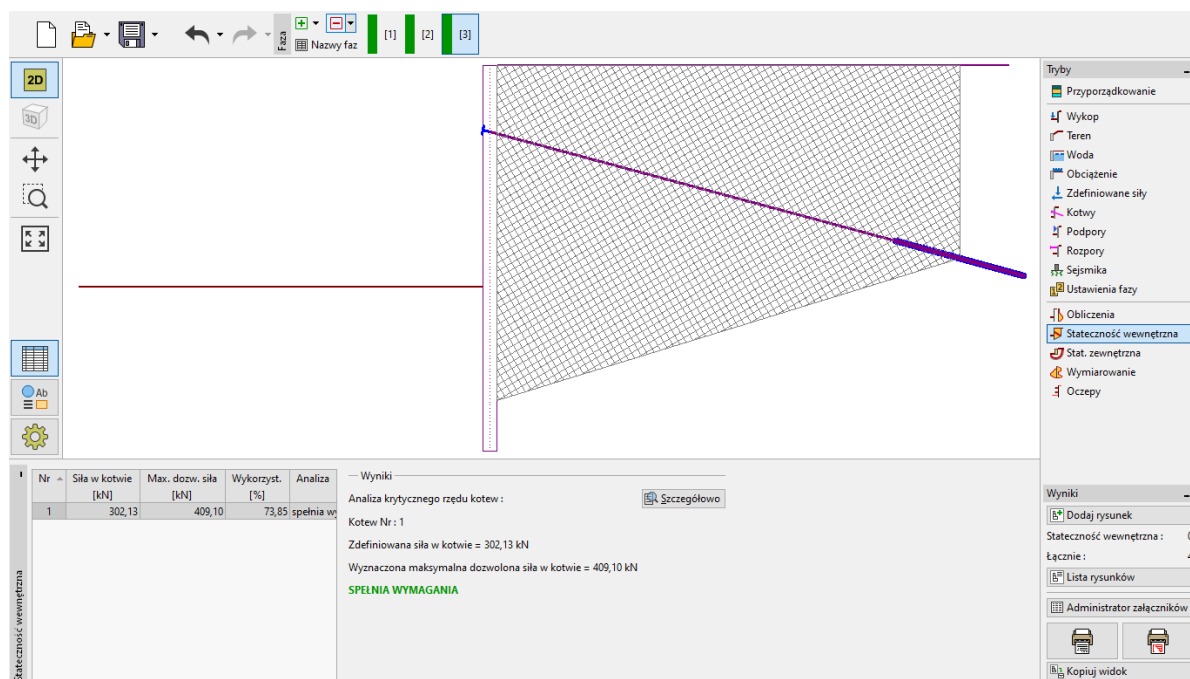 Faza
Nazwy faz
[1]
[2]
[3]
2D
3D
Ab
Tryby
Przyporządkowanie
Wykop
Teren
Woda
Obciążenie
Zdefiniowane siły
Kotwy
Podpory
Rozpory
Sejsmika
Ustawienia fazy
Obliczenia
Stateczność wewnętrzna
Stat. zewnętrzna
Wymiarowanie
Oczepy
Stateczność wewnętrzna
Nr Siła w kotwie Max. dozw. siła Wykorzyst. Analiza
[kN] [kN] [%]
1 302,13 409,10 73,85 spełnia
Wyniki
Analiza krytycznego rzędu kotew :
Szczegółowo
Kotew Nr : 1
Zdefiniowana siła w kotwie = 302,13 kN
Wyznaczona maksymalna dozwolona siła w kotwie = 409,10 kN
SPEŁNIA WYMAGANIA
Wyniki
Dodaj rysunek
Stateczność wewnętrzna :
Łącznie :
Lista rysunków
Administrator załączników
Kopiuj widok